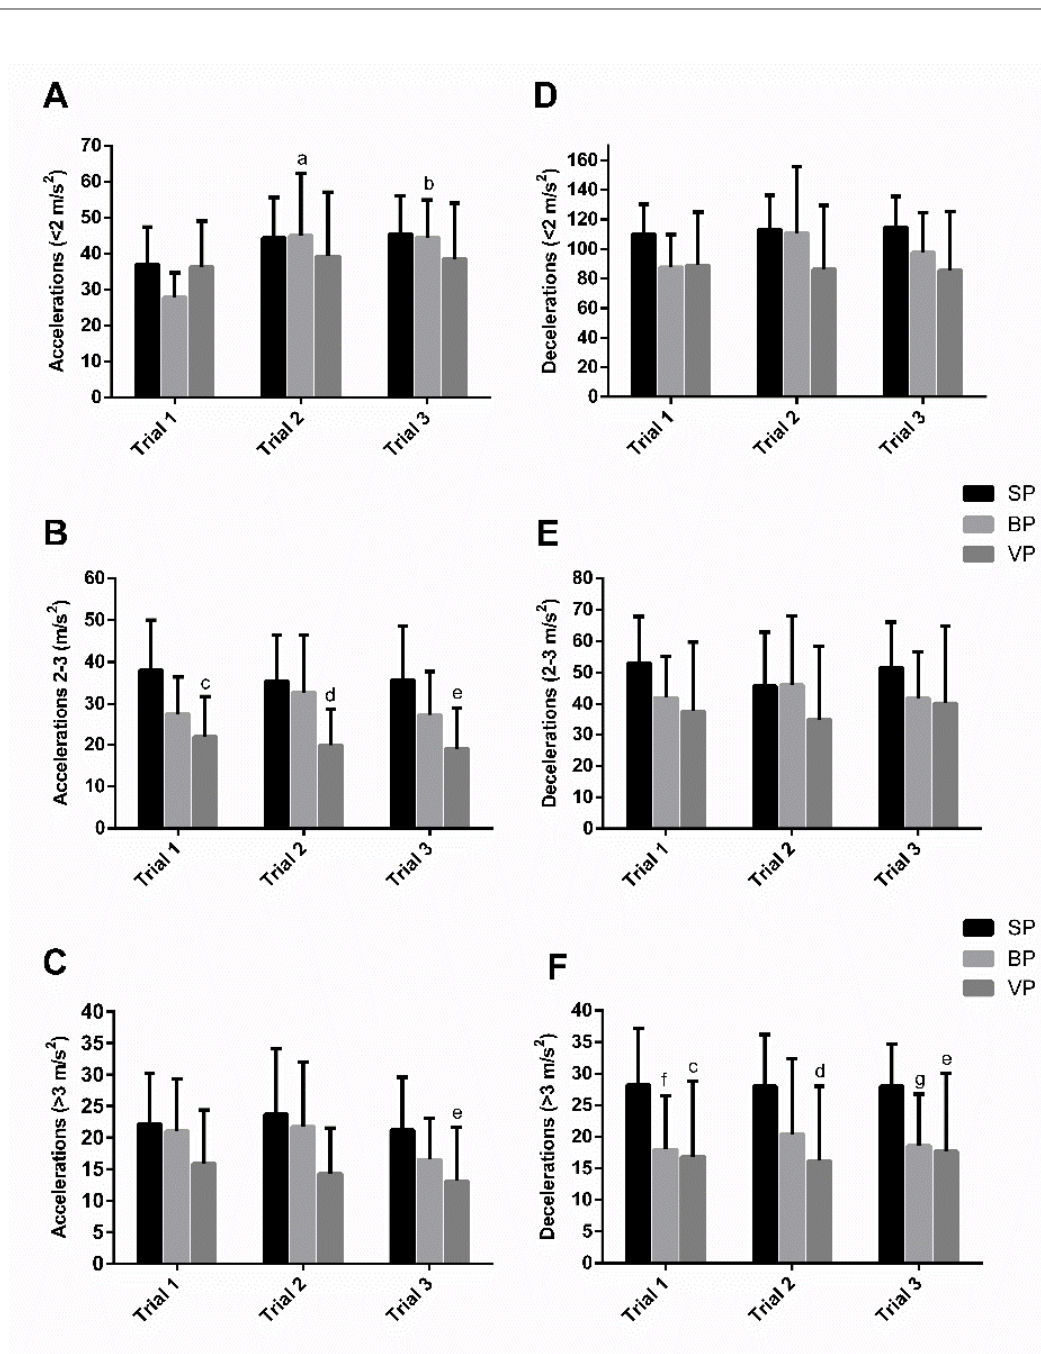 A
Accelerations (<2 m/s²)
70
60
50
40
30
20
10
0
a
b
Trial 1
Trial 2
Trial 3
D
Decelerations (<2 m/s²)
160
140
120
100
80
60
40
20
0
Trial 1
Trial 2
Trial 3
SP
BP
VP
B
Accelerations 2-3 (m/s²)
60
50
40
30
20
10
0
c
d
e
Trial 1
Trial 2
Trial 3
E
Decelerations (2-3 m/s²)
80
70
60
50
40
30
20
10
0
Trial 1
Trial 2
Trial 3
SP
BP
VP
C
Accelerations (>3 m/s²)
40
35
30
25
20
15
10
5
0
e
Trial 1
Trial 2
Trial 3
F
Decelerations (>3 m/s²)
40
35
30
25
20
15
10
5
0
f
c
d
g
e
Trial 1
Trial 2
Trial 3